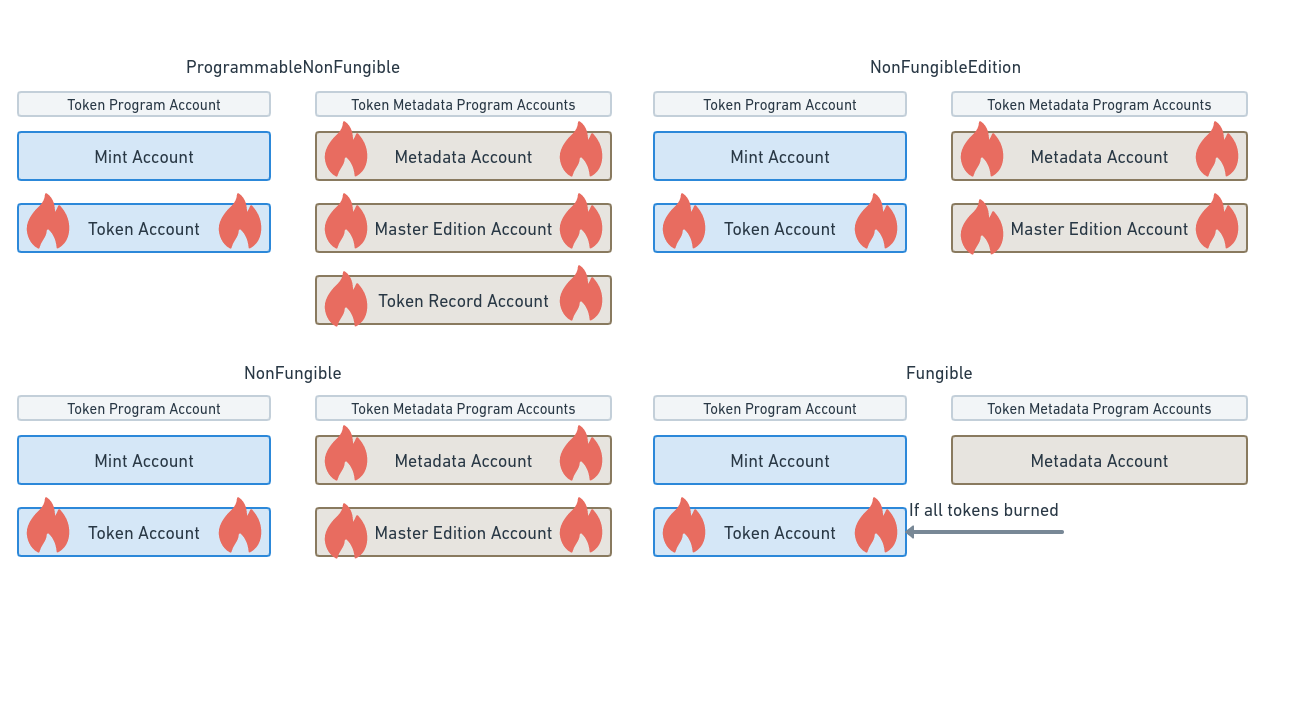 ProgrammableNonFungible
Token Program Account
Token Metadata Program Accounts
Mint Account
Metadata Account
Token Account
Master Edition Account
Token Record Account
NonFungibleEdition
Token Program Account
Token Metadata Program Accounts
Mint Account
Metadata Account
Token Account
Master Edition Account
NonFungible
Token Program Account
Token Metadata Program Accounts
Mint Account
Metadata Account
Token Account
Master Edition Account
Fungible
Token Program Account
Token Metadata Program Accounts
Mint Account
Metadata Account
If all tokens burned
Token Account